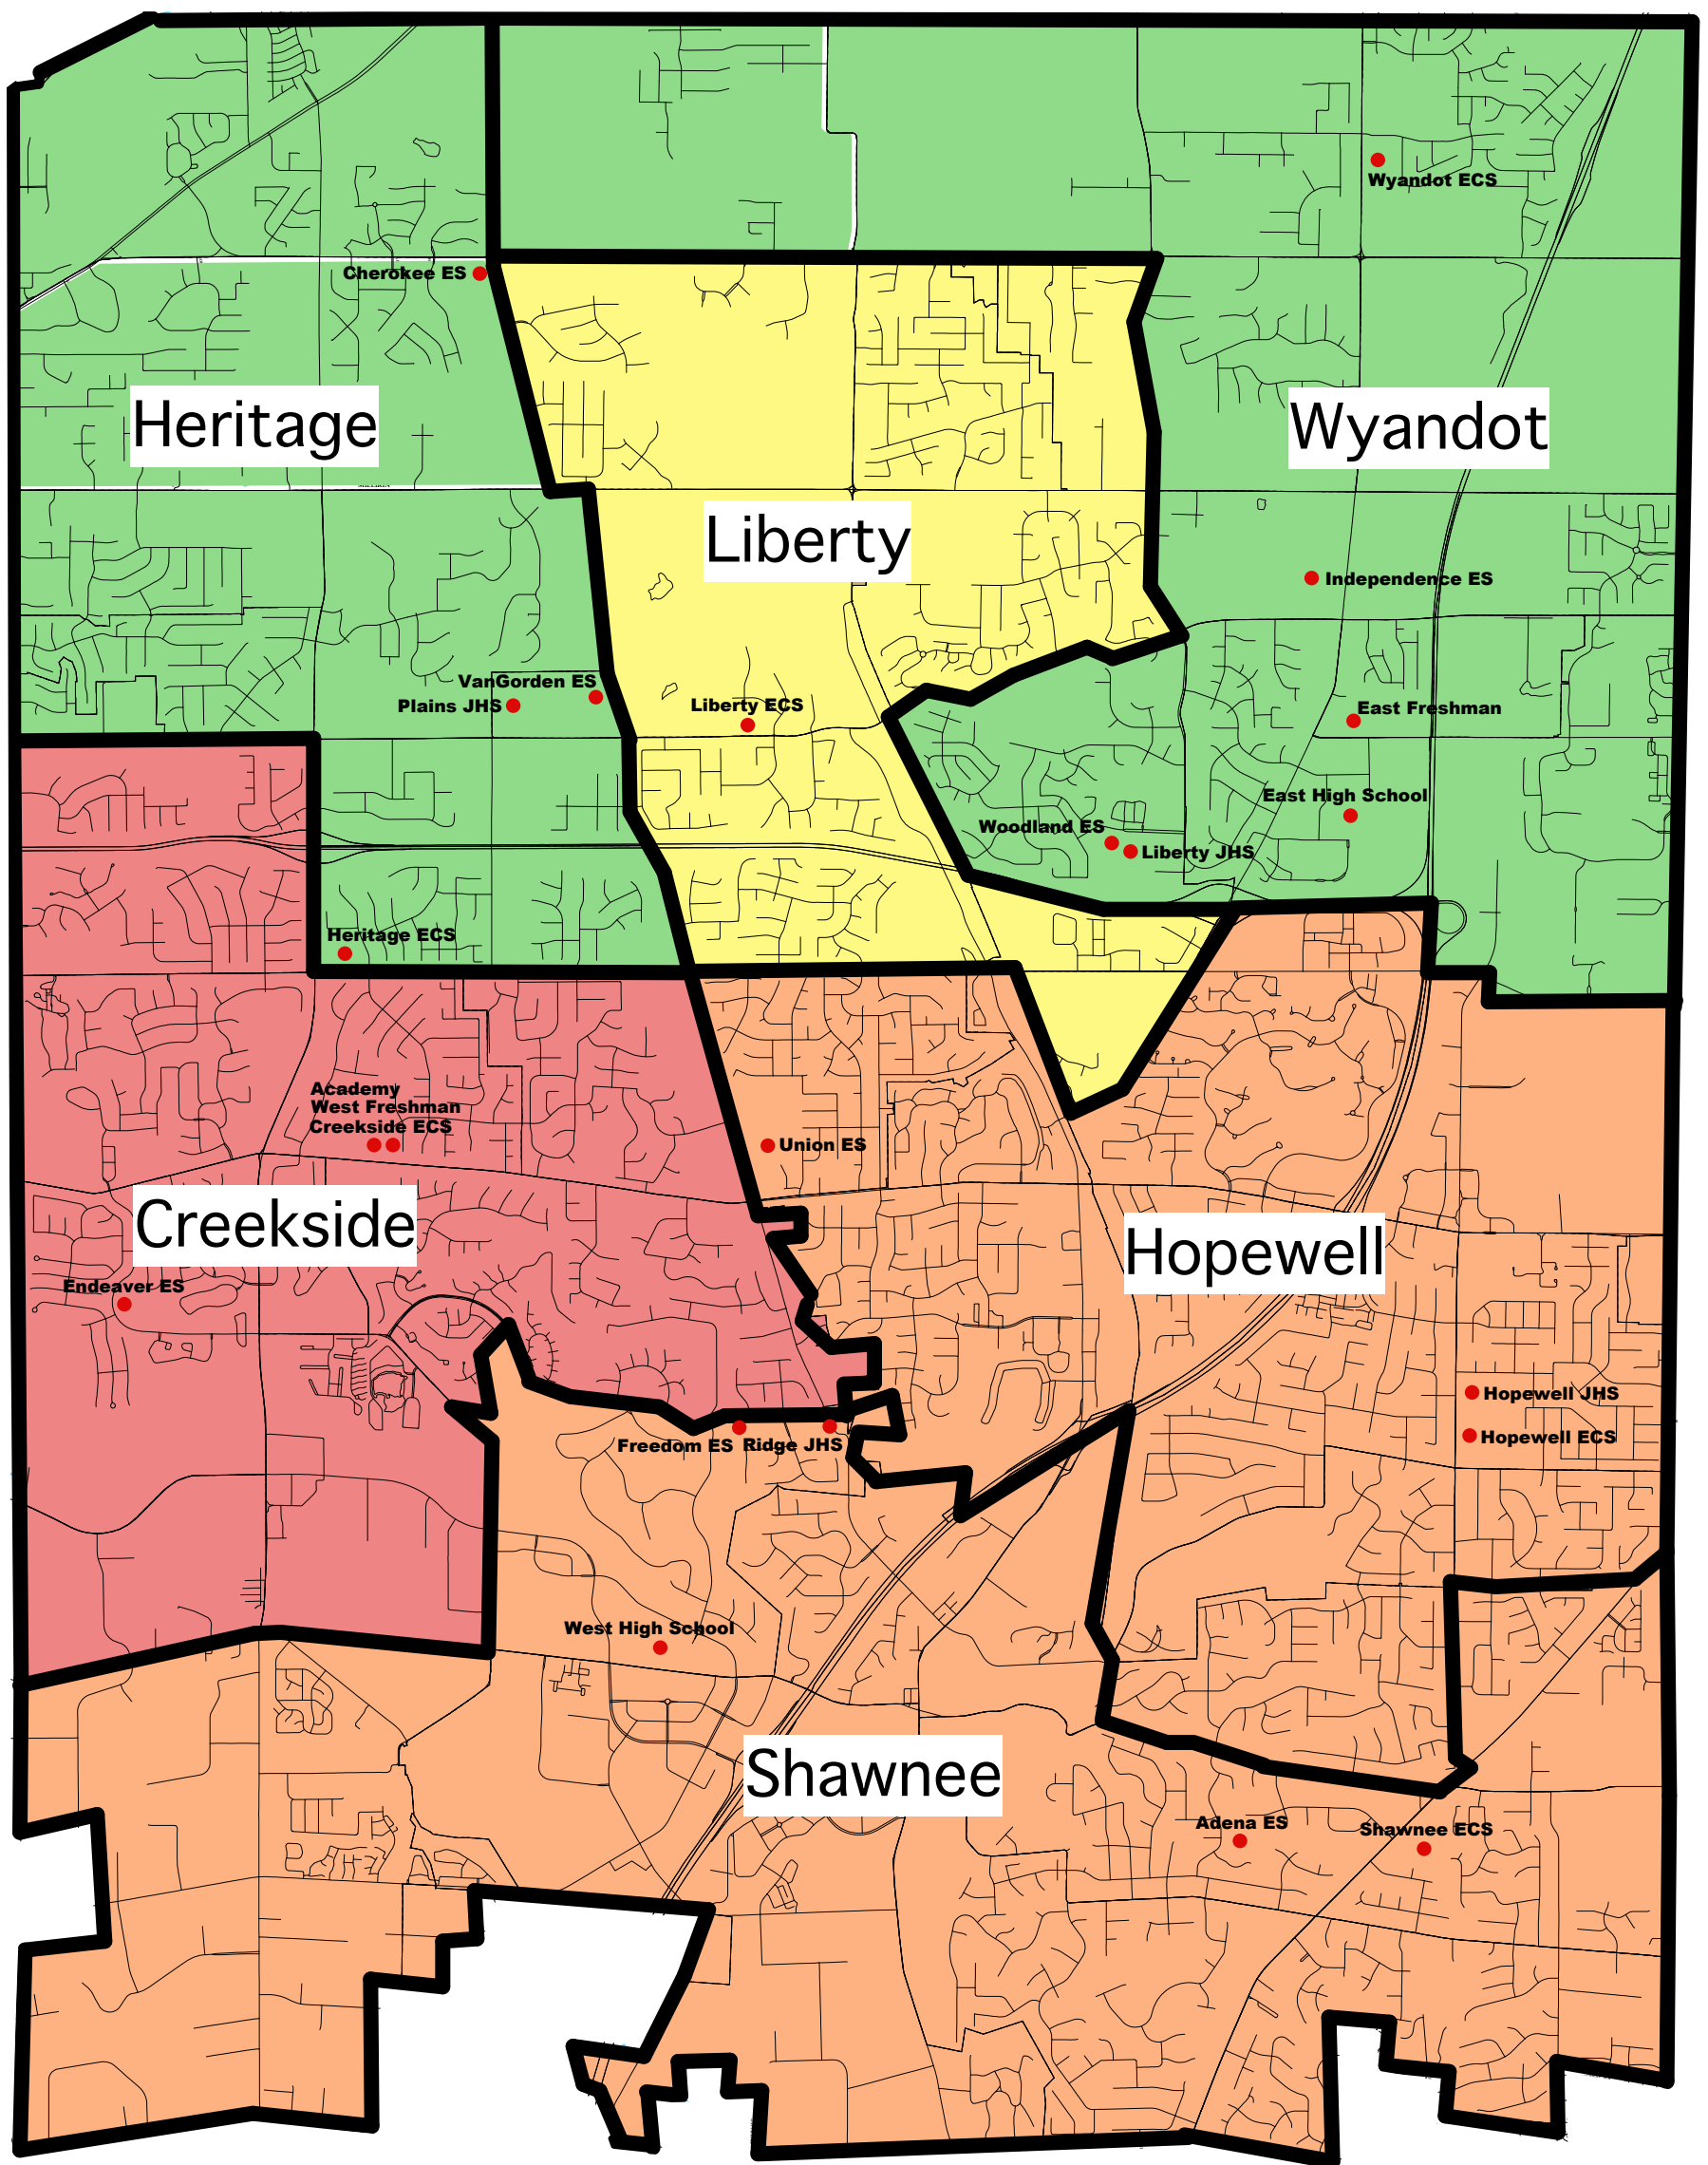 Wyandot ECS
Cherokee ES
Heritage
Wyandot
Liberty
Independence ES
VanGorden ES
Plains JHS
Liberty ECS
East Freshman
East High School
Woodland ES
Liberty JHS
Heritage ECS
Academy
West Freshman
Creekside ECS
Union ES
Creekside
Hopewell
Endeaver ES
Hopewell JHS
Hopewell ECS
Freedom ES
Ridge JHS
West High School
Shawnee
Adena ES
Shawnee ECS